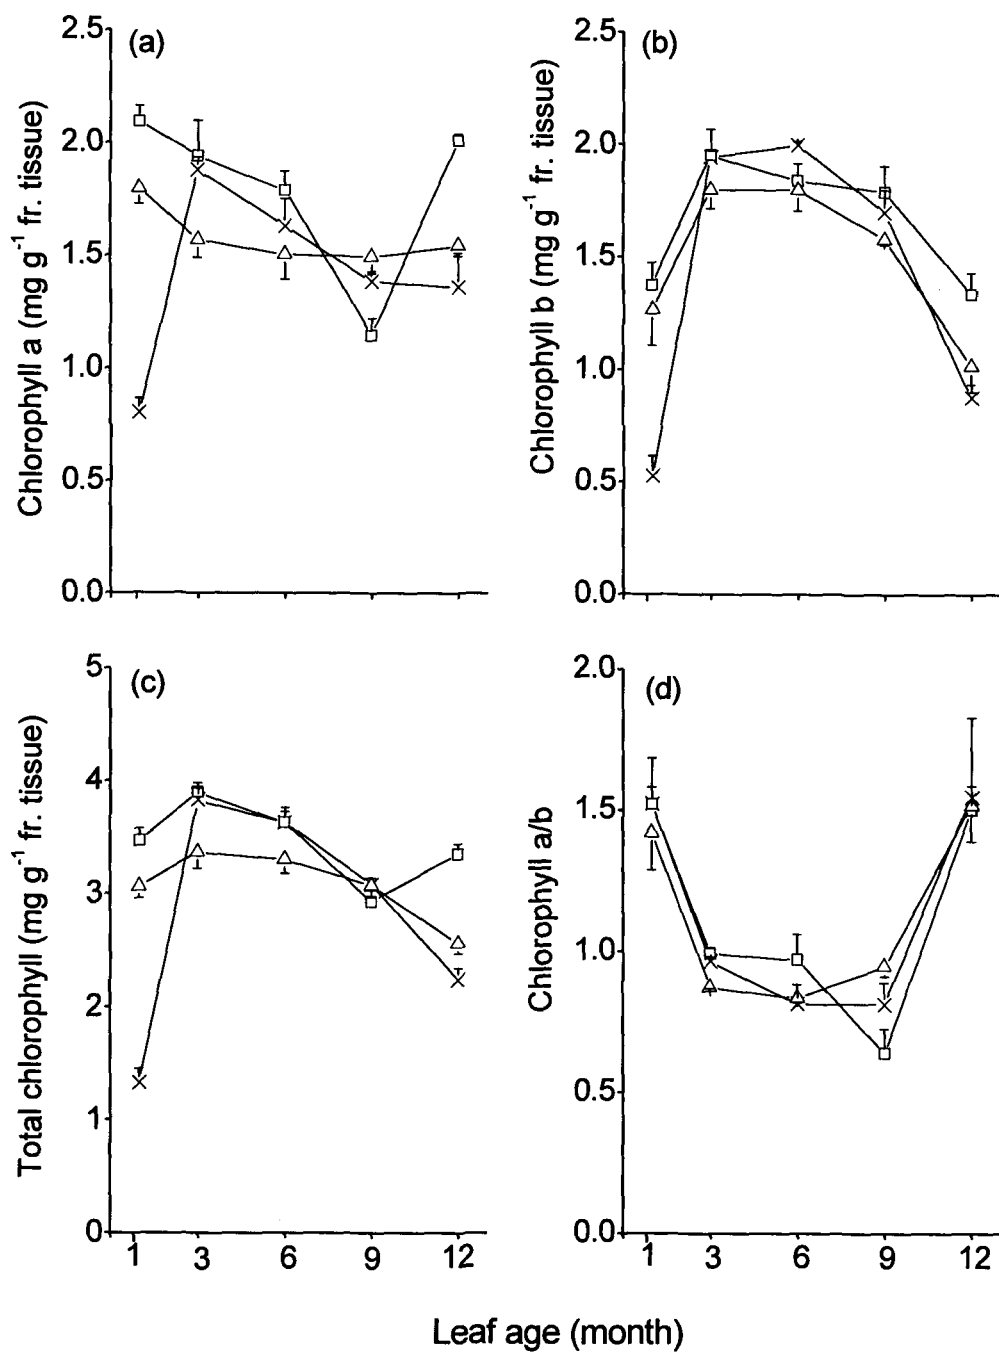 (a)
Chlorophyll a (mg g⁻¹ fr. tissue)
2.5
2.0
1.5
1.0
0.5
0.0
(b)
Chlorophyll b (mg g⁻¹ fr. tissue)
2.5
2.0
1.5
1.0
0.5
0.0
(c)
Total chlorophyll (mg g⁻¹ fr. tissue)
5
4
3
2
1
0
1 3 6 9 12
(d)
Chlorophyll a/b
2.0
1.5
1.0
0.5
0.0
1 3 6 9 12
Leaf age (month)